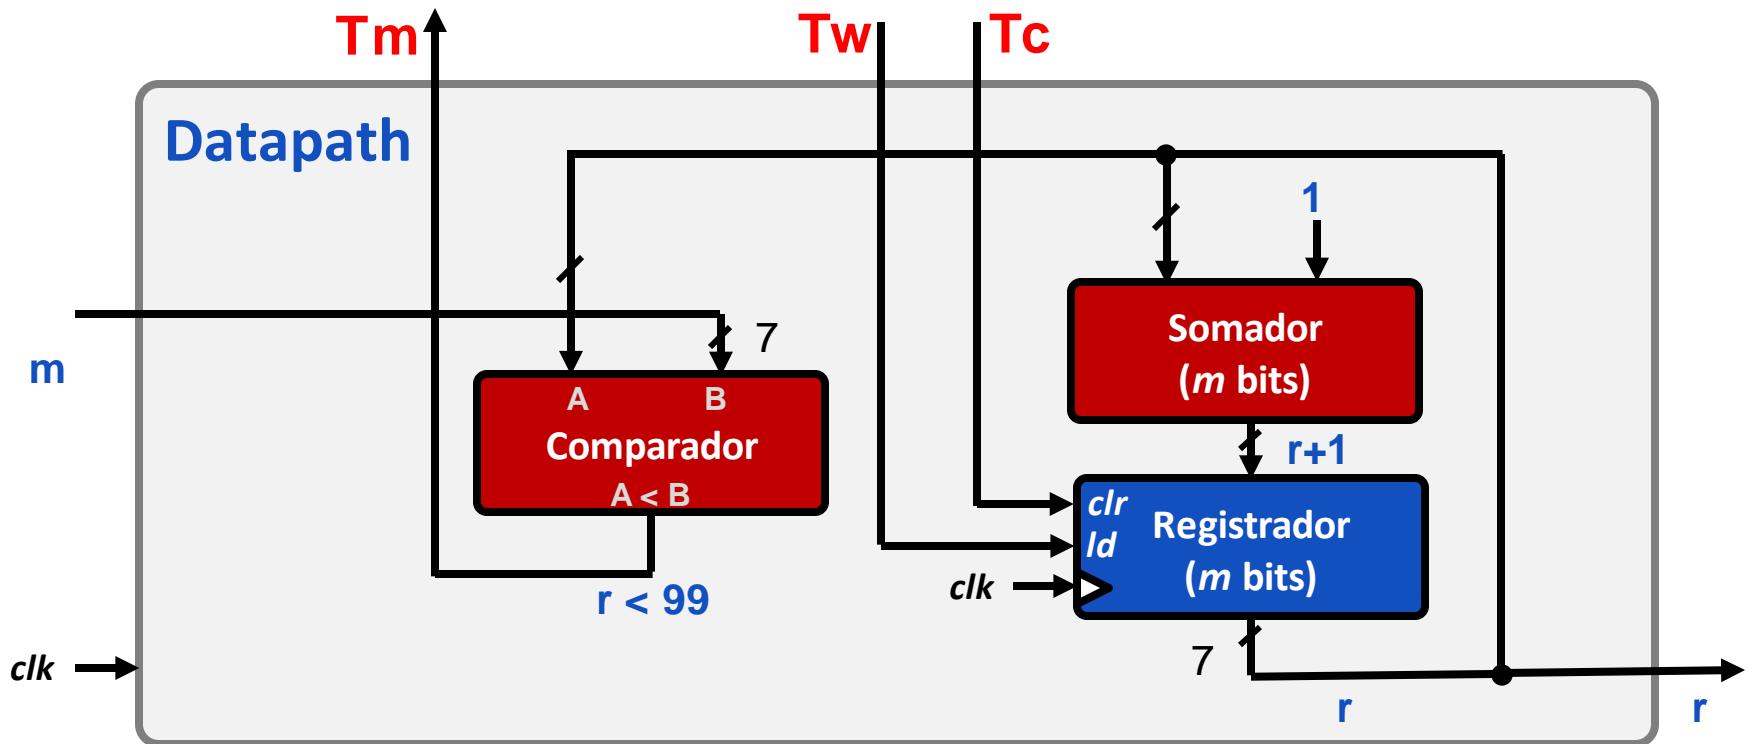 Tm
Tw
Tc
Datapath
1
m
7
A
B
Comparador
A < B
r < 99
Somador
(m bits)
r+1
clr
ld
clk
Registrador
(m bits)
7
clk
r
r